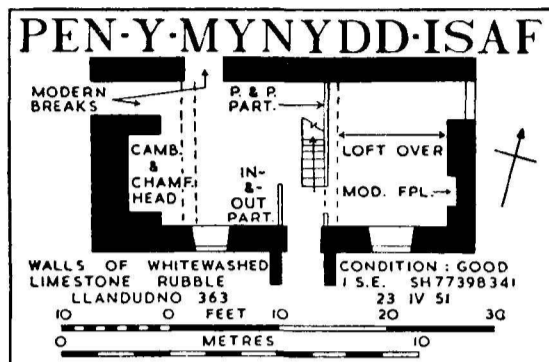 PEN·Y·MYNYDD·ISAF
MODERN
BREAKS
P. & P.
PART.
CAMB.
&
CHAMF.
HEAD
IN-
&-
OUT
PART.
LOFT OVER
MOD. FPL.
WALLS OF WHITEWASHED
LIMESTONE RUBBLE
LLANDUDNO 363
CONDITION : GOOD
I S.E. SH77398341
23 IV 51
10 0 FEET 10 20 30
0 METRES 10